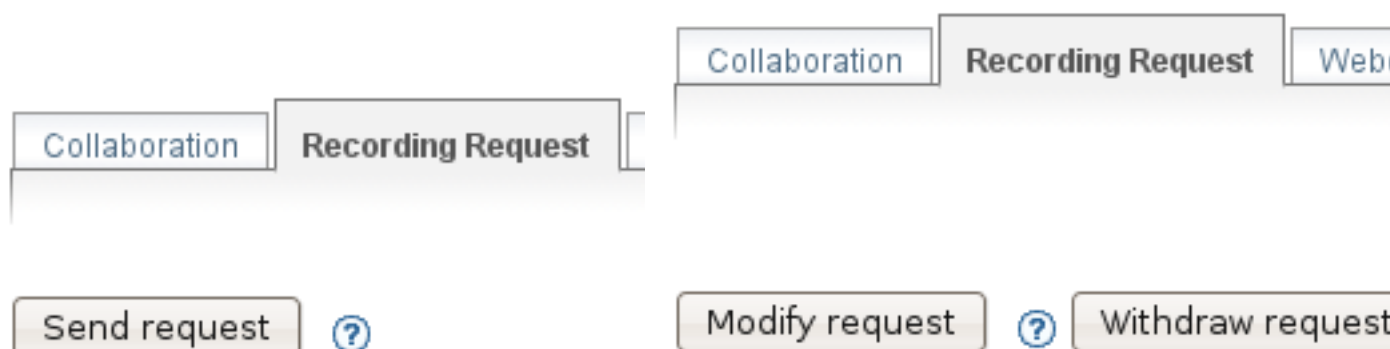 Collaboration Recording Request
Send request ?
Collaboration Recording Request
Modify request ? Withdraw request